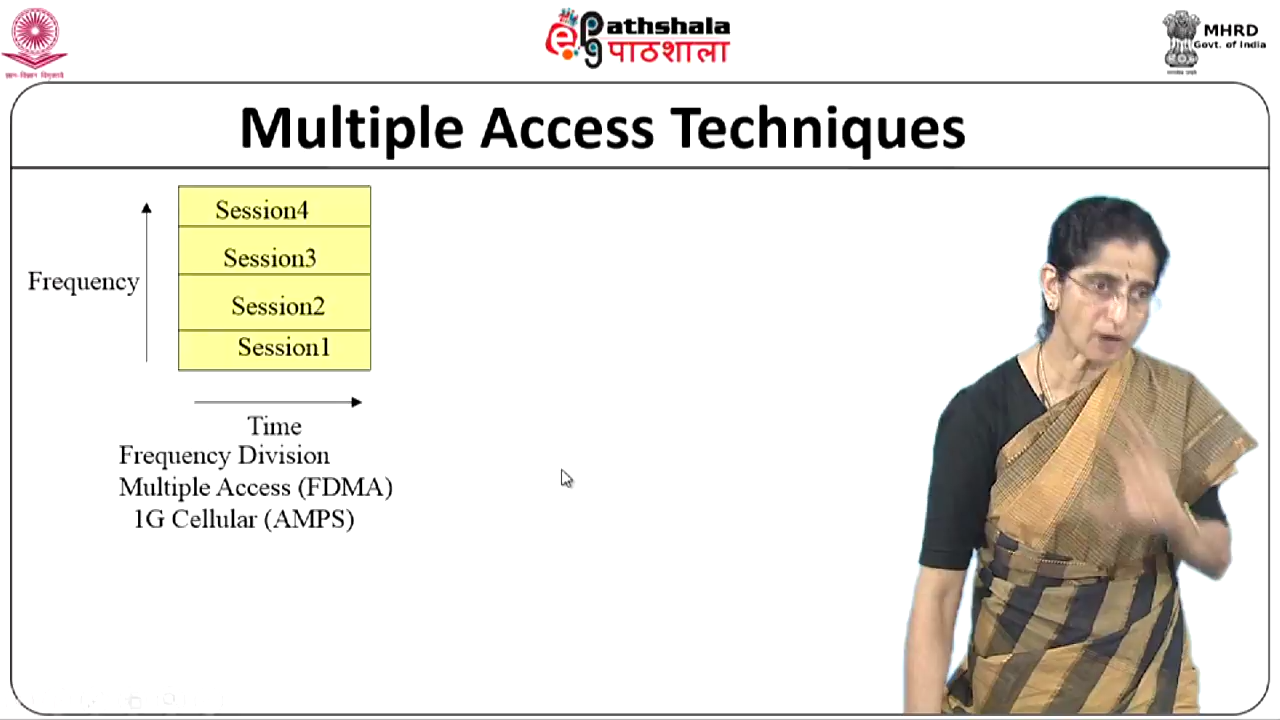 Pathshala
पाठशाला
MHRD
Govt. of India
Multiple Access Techniques
Session4
Session3
Frequency
Session2
Session1
Time
Frequency Division
Multiple Access (FDMA)
1G Cellular (AMPS)